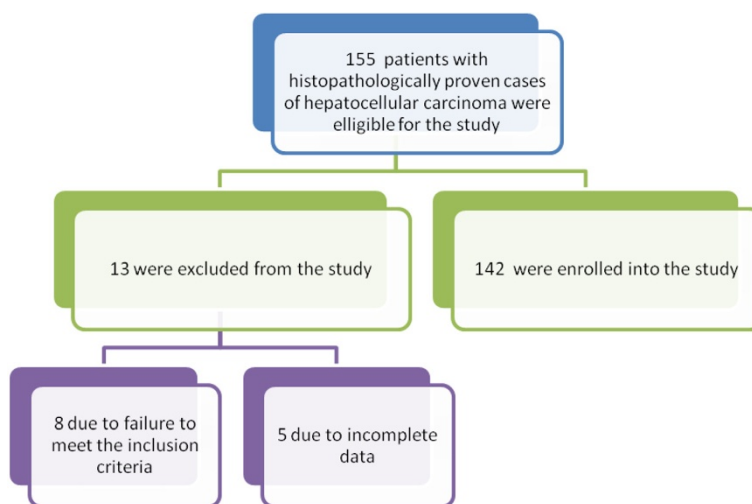 155 patients with
histopathologically proven cases
of hepatocellular carcinoma were
elligible for the study
13 were excluded from the study
142 were enrolled into the study
8 due to failure to
meet the inclusion
criteria
5 due to incomplete
data